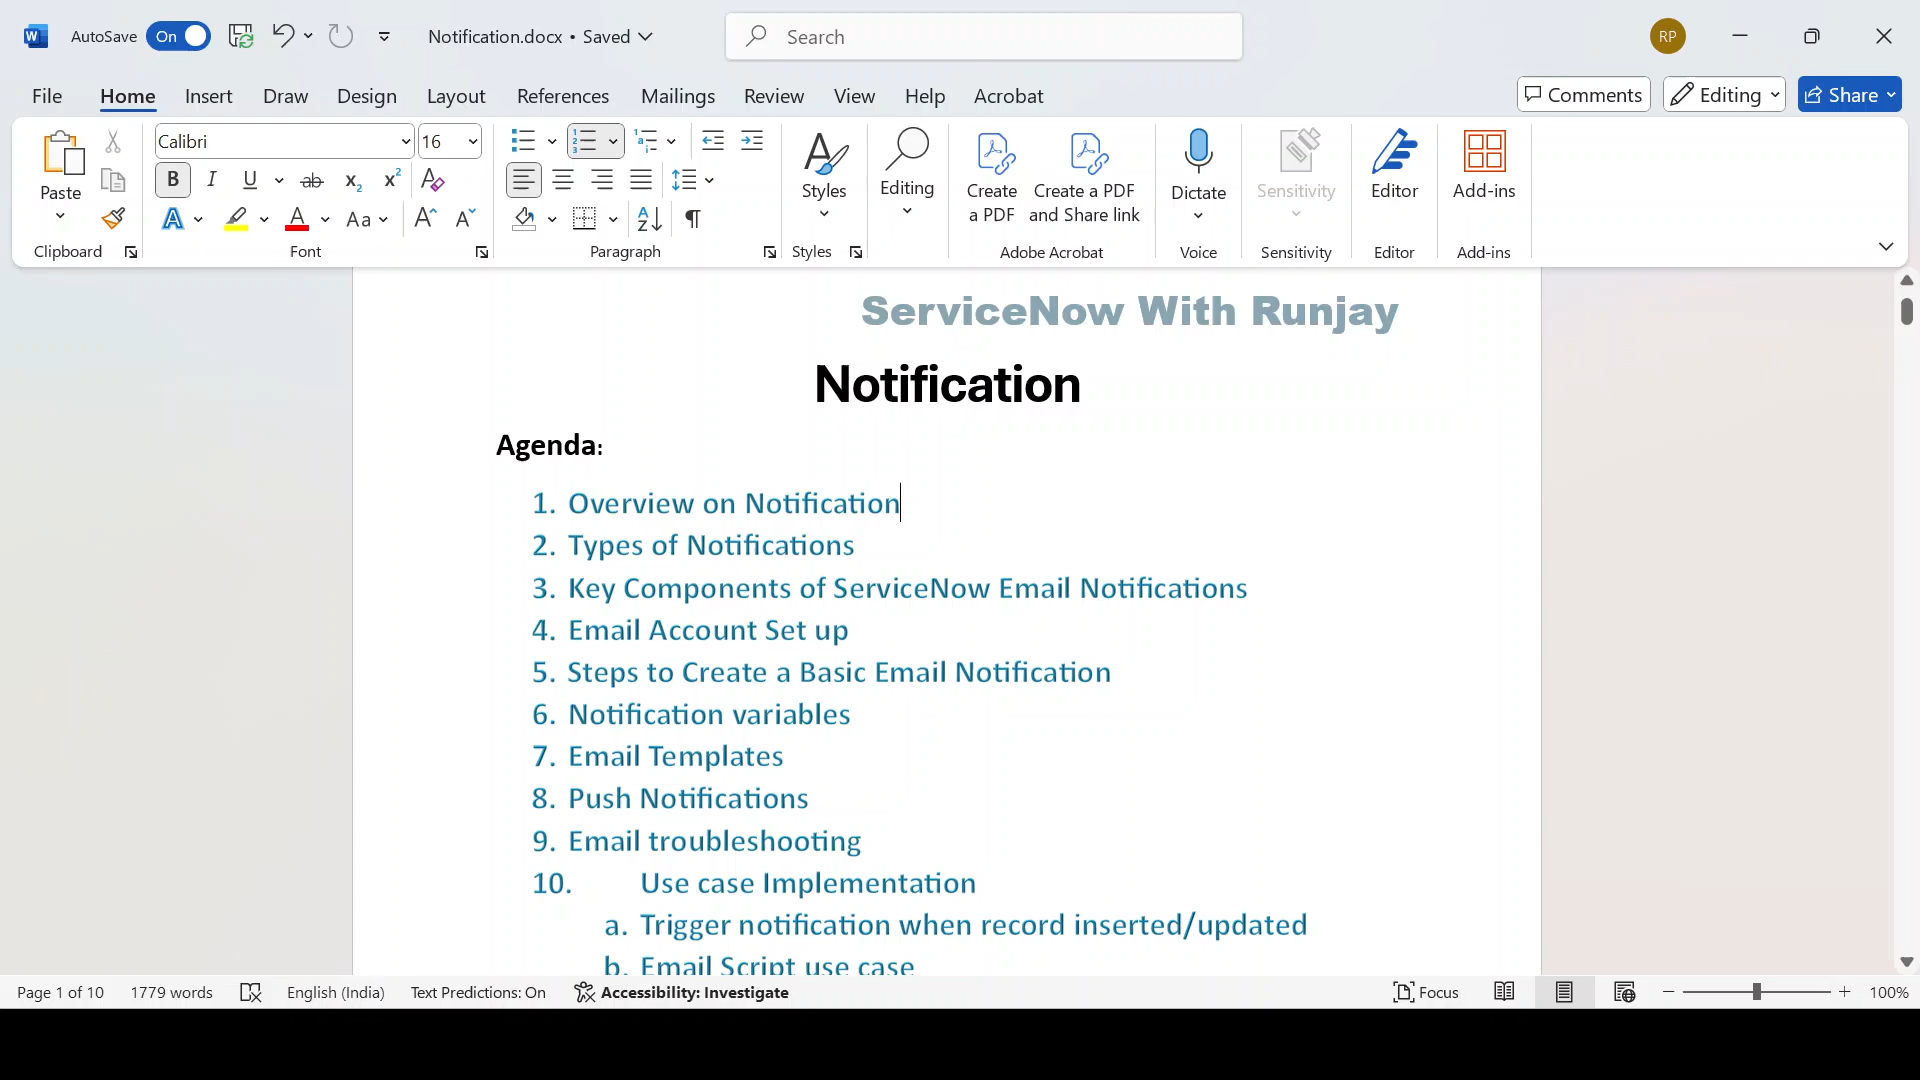 AutoSave On Notification.docx • Saved Search RP
File Home Insert Draw Design Layout References Mailings Review View Help Acrobat Comments Editing Share
Calibri 16
Paste Styles Editing Create a PDF Create a PDF and Share link Dictate Sensitivity Editor Add-ins
Clipboard Font Paragraph Styles Adobe Acrobat Voice Sensitivity Editor Add-ins
ServiceNow With Runjay
Notification
Agenda:
1. Overview on Notification
2. Types of Notifications
3. Key Components of ServiceNow Email Notifications
4. Email Account Set up
5. Steps to Create a Basic Email Notification
6. Notification variables
7. Email Templates
8. Push Notifications
9. Email troubleshooting
10. Use case Implementation
a. Trigger notification when record inserted/updated
b. Email Script use case
Page 1 of 10 1779 words English (India) Text Predictions: On Accessibility: Investigate Focus 100%